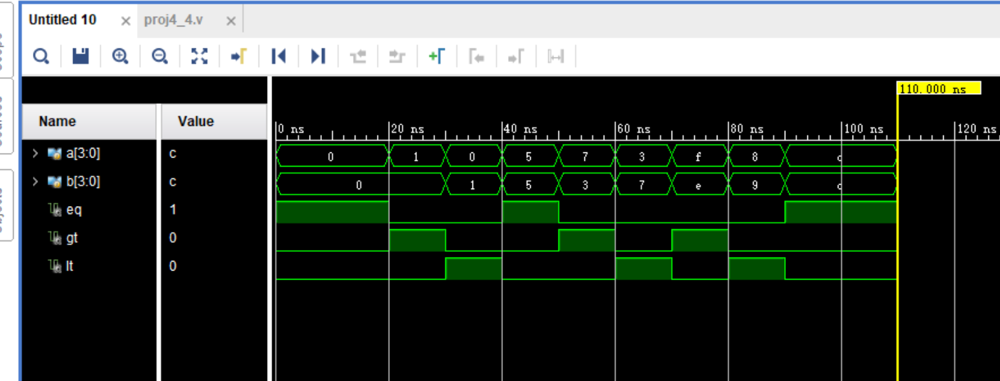 Untitled 10 × proj4_4.v ×
110.000 ns
Name Value
0 ns 20 ns 40 ns 60 ns 80 ns 100 ns 120 ns
a[3:0] c 0 1 0 5 7 3 f 8 c
b[3:0] c 0 1 5 3 7 e 9 c
eq 1
gt 0
lt 0